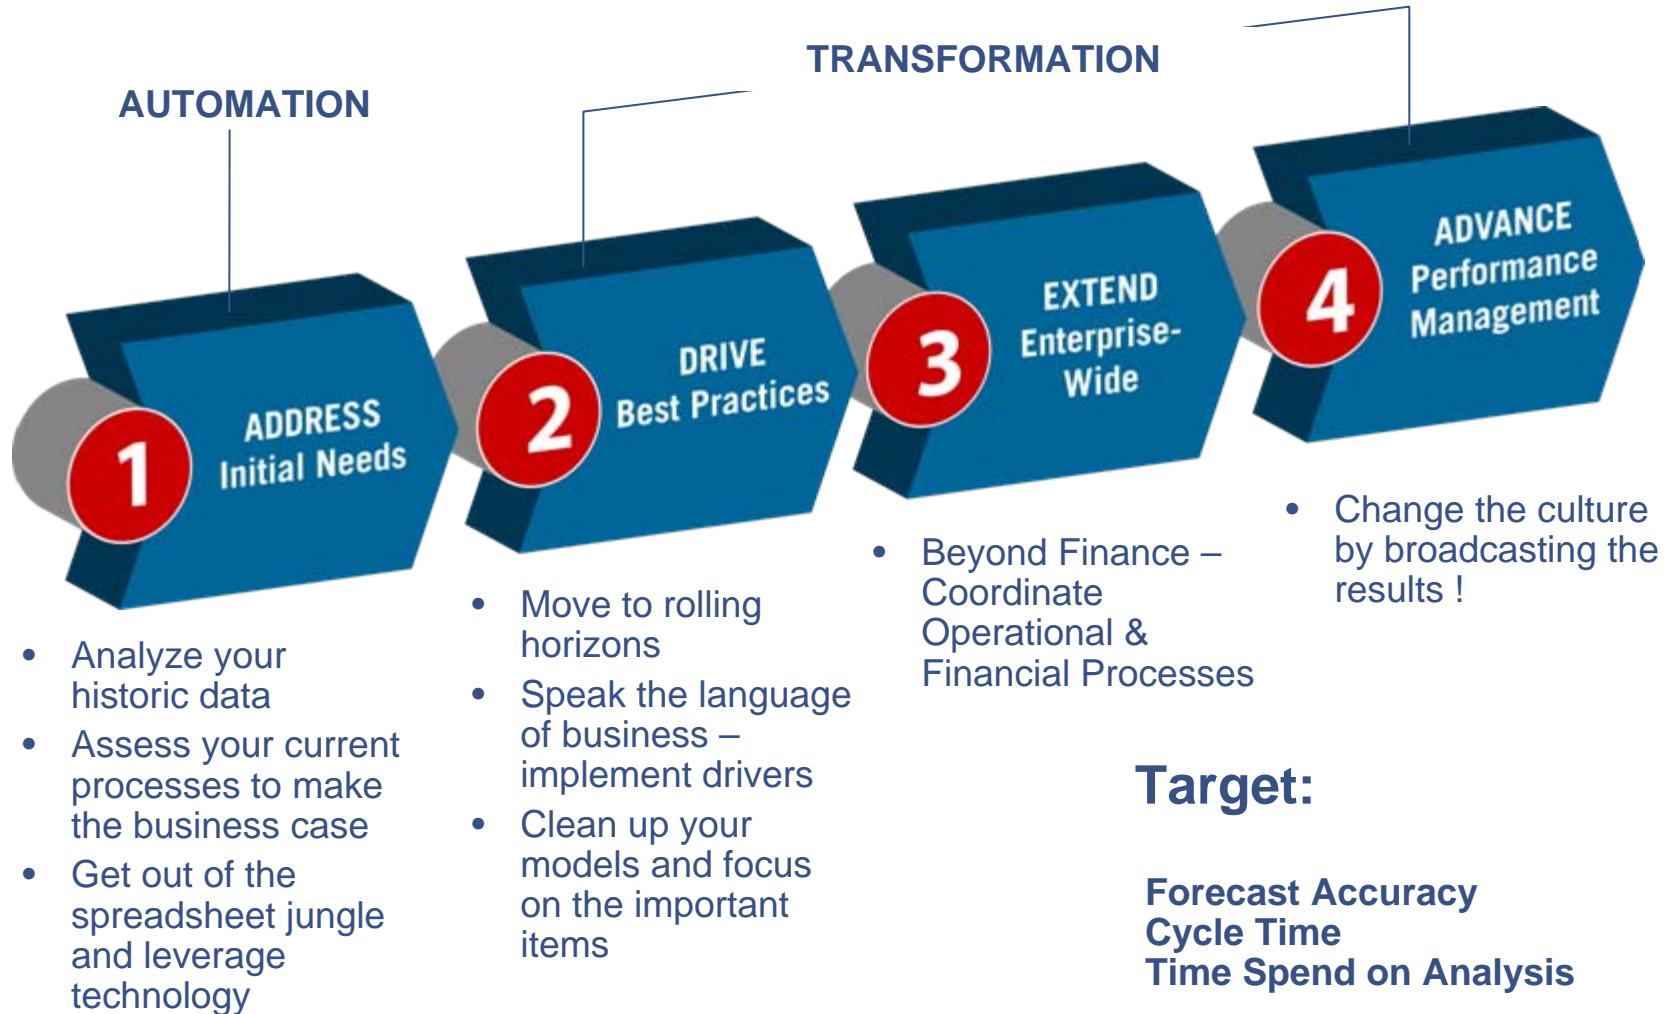 TRANSFORMATION
AUTOMATION
1
ADDRESS
Initial Needs
2
DRIVE
Best Practices
3
EXTEND
Enterprise-
Wide
4
ADVANCE
Performance
Management
• Analyze your
historic data
• Assess your current
processes to make
the business case
• Get out of the
spreadsheet jungle
and leverage
technology
• Move to rolling
horizons
• Speak the language
of business –
implement drivers
• Clean up your
models and focus
on the important
items
• Beyond Finance –
Coordinate
Operational &
Financial Processes
• Change the culture
by broadcasting the
results !
Target:
Forecast Accuracy
Cycle Time
Time Spend on Analysis